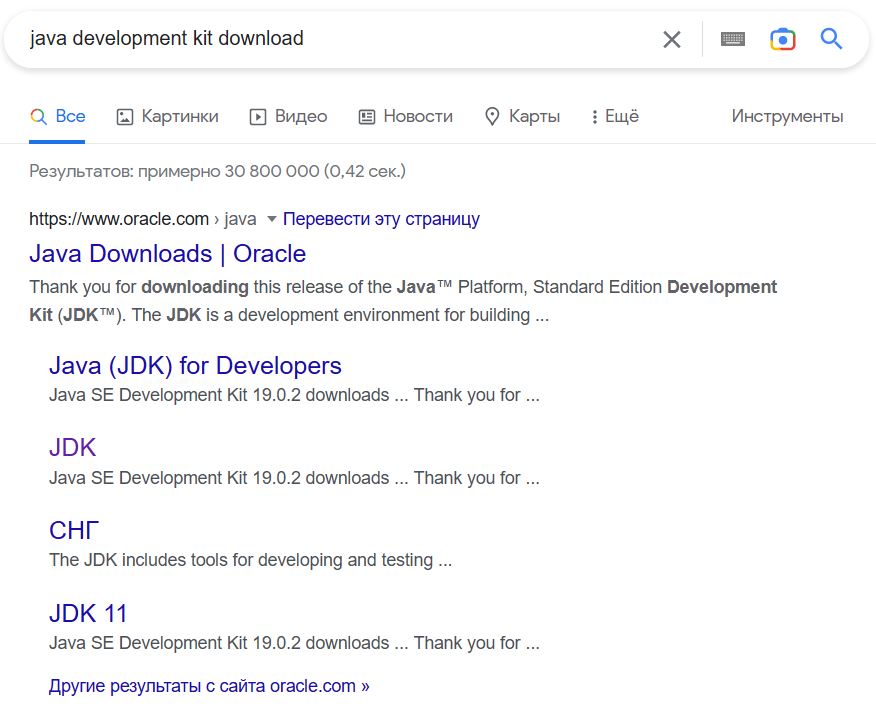 java development kit download
Все Картинки Видео Новости Карты Ещё Инструменты
Результатов: примерно 30 800 000 (0,42 сек.)
https://www.oracle.com › java Перевести эту страницу
Java Downloads | Oracle
Thank you for downloading this release of the Java™ Platform, Standard Edition Development
Kit (JDK™). The JDK is a development environment for building ...
Java (JDK) for Developers
Java SE Development Kit 19.0.2 downloads ... Thank you for ...
JDK
Java SE Development Kit 19.0.2 downloads ... Thank you for ...
СНГ
The JDK includes tools for developing and testing ...
JDK 11
Java SE Development Kit 19.0.2 downloads ... Thank you for ...
Другие результаты с сайта oracle.com »